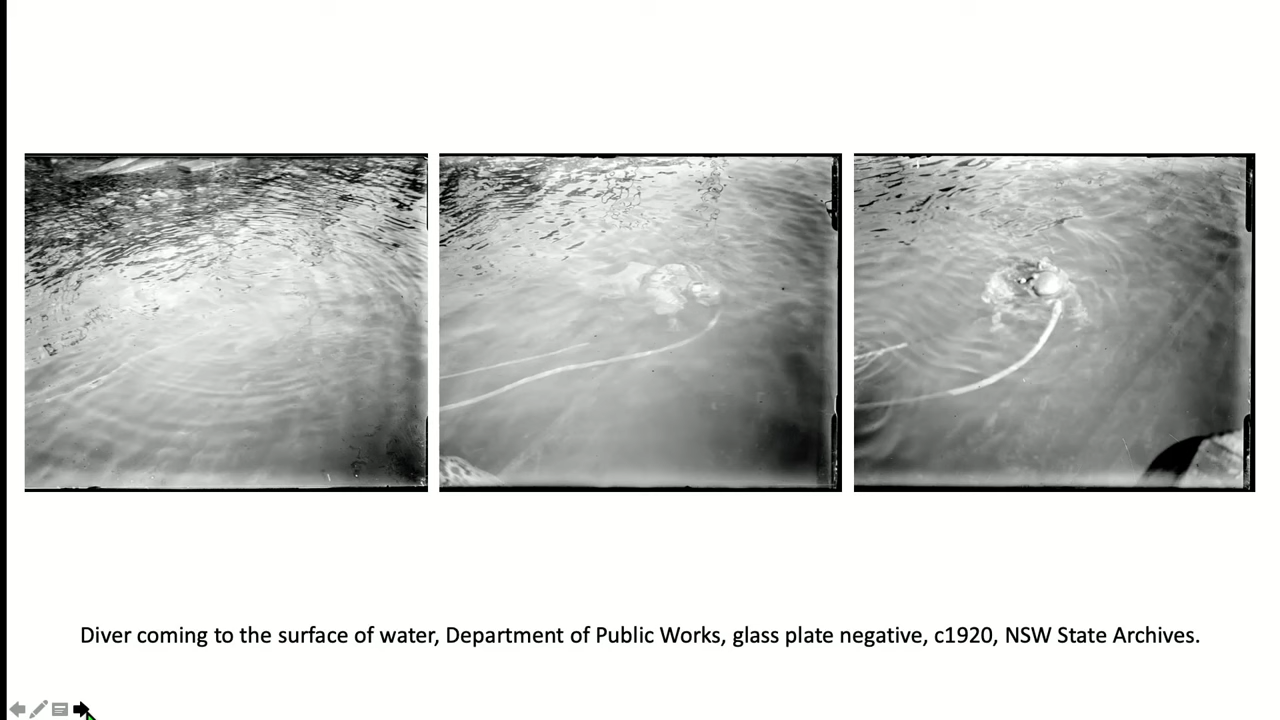 Diver coming to the surface of water, Department of Public Works, glass plate negative, c1920, NSW State Archives.